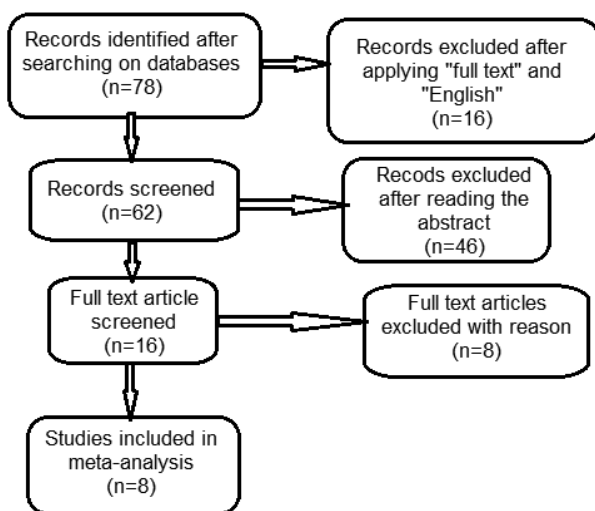 Records identified after
searching on databases
(n=78)
Records excluded after
applying "full text" and
"English"
(n=16)
Records screened
(n=62)
Recods excluded
after reading the
abstract
(n=46)
Full text article
screened
(n=16)
Full text articles
excluded with reason
(n=8)
Studies included in
meta-analysis
(n=8)